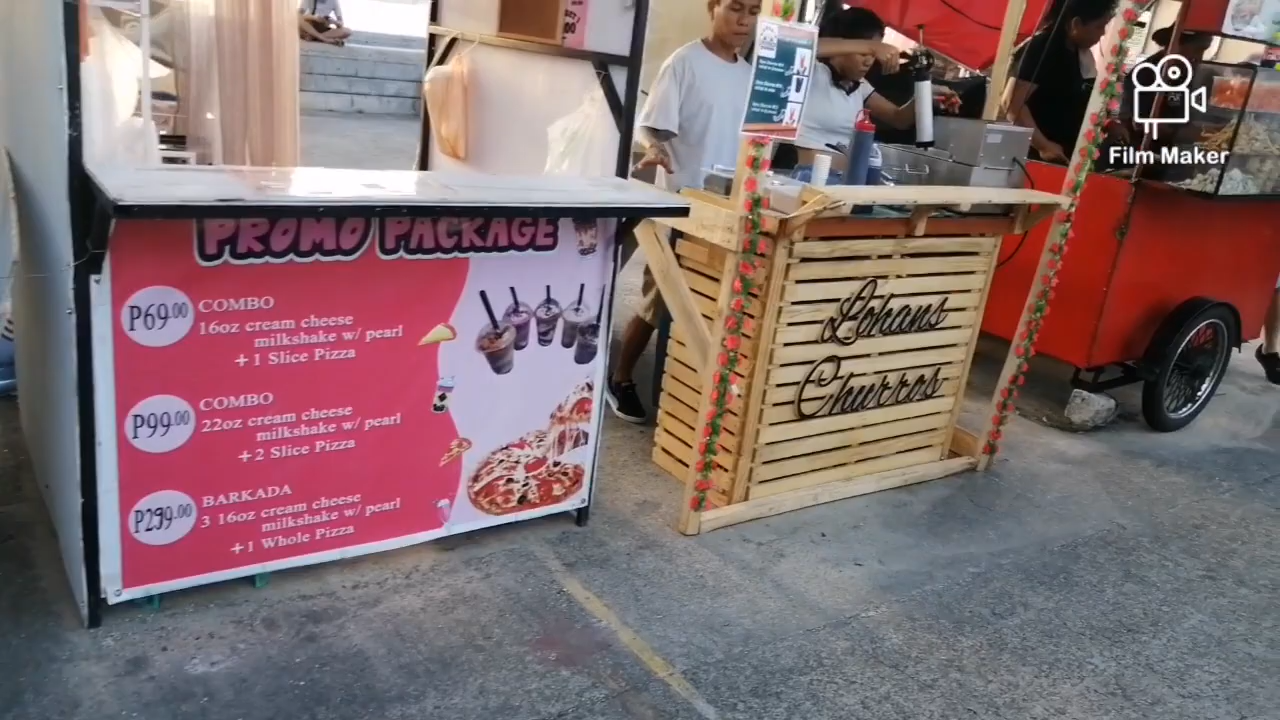 PROMO PACKAGE
P69.00
COMBO
16oz cream cheese
milkshake w/ pearl
+1 Slice Pizza
P99.00
COMBO
22oz cream cheese
milkshake w/ pearl
+2 Slice Pizza
P299.00
BARKADA
3 16oz cream cheese
milkshake w/ pearl
+1 Whole Pizza
Lohans
Churros
Film Maker